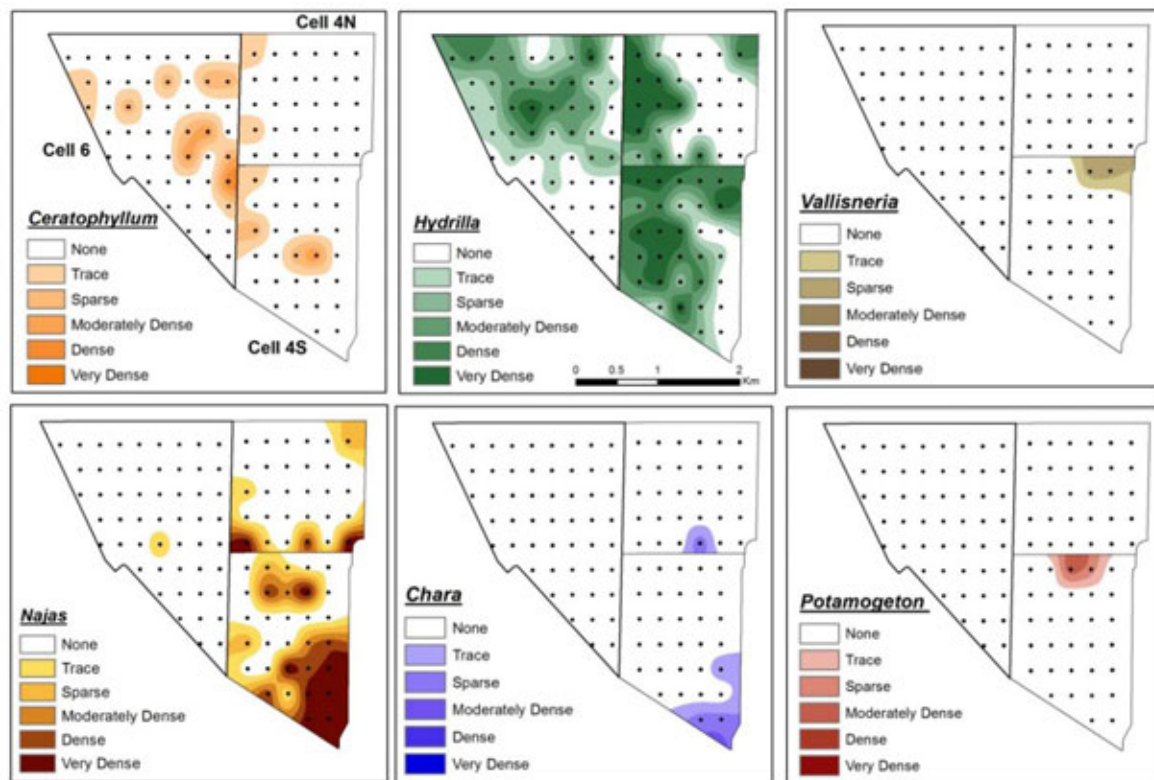 Cell 4N
Cell 6
Ceratophyllum
None
Trace
Sparse
Moderately Dense
Dense
Very Dense
Cell 4S
Hydrilla
None
Trace
Sparse
Moderately Dense
Dense
Very Dense
0 0.5 1 2
Km
Vallisneria
None
Trace
Sparse
Moderately Dense
Dense
Very Dense
Najas
None
Trace
Sparse
Moderately Dense
Dense
Very Dense
Chara
None
Trace
Sparse
Moderately Dense
Dense
Very Dense
Potamogeton
None
Trace
Sparse
Moderately Dense
Dense
Very Dense